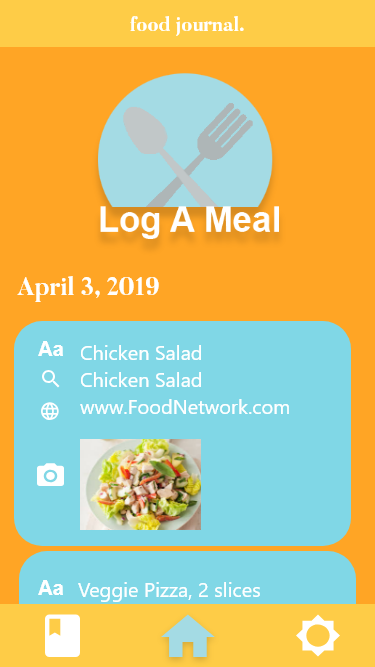 food journal.
Log A Meal
April 3, 2019
Aa Chicken Salad
Chicken Salad
www.FoodNetwork.com
Aa Veggie Pizza, 2 slices